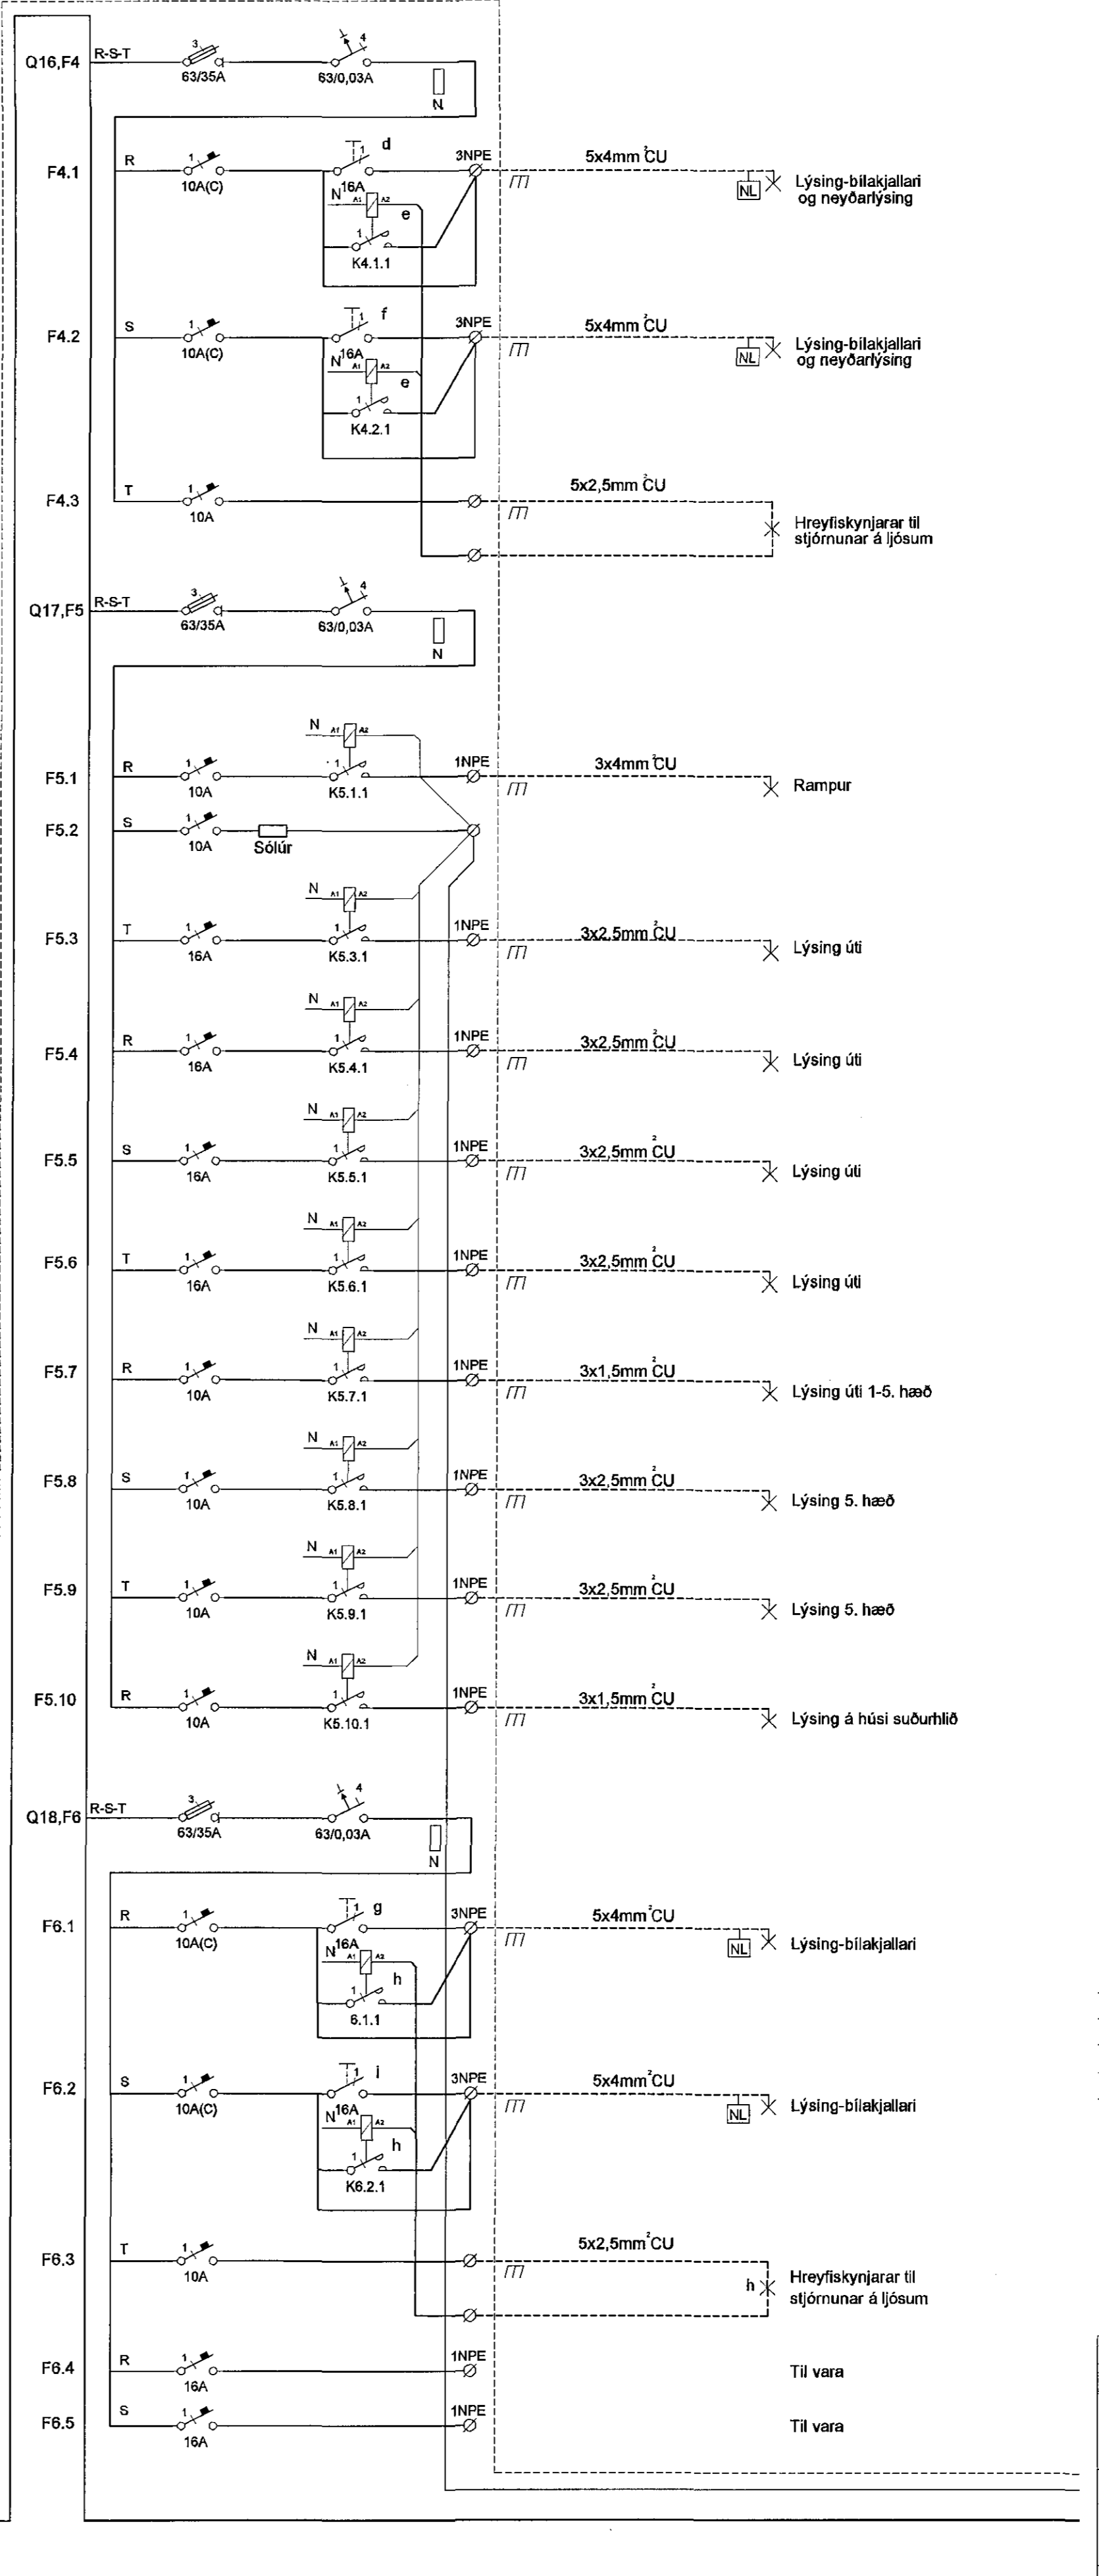 Q16,F4 R-S-T 3 63/35A 4 63/0,03A N
F4.1 R 1 10A(C) 1 d 16A 3NPE 5x4mm²CU NL Lýsing-bílakjallari
og neyðarlýsing
N A1 A2 e
1 K4.1.1
F4.2 S 1 10A(C) 1 f 16A 3NPE 5x4mm²CU NL Lýsing-bílakjallari
og neyðarlýsing
N A1 A2 e
1 K4.2.1
F4.3 T 1 10A 5x2,5mm²CU Hreyfiskynjarar til
stjórnunar á ljósum
Q17,F5 R-S-T 3 63/35A 4 63/0,03A N
N A1 A2
F5.1 R 1 10A 1 K5.1.1 1NPE 3x4mm²CU Rampur
F5.2 S 1 10A Sólúr
N A1 A2
F5.3 T 1 16A 1 K5.3.1 1NPE 3x2,5mm²CU Lýsing úti
N A1 A2
F5.4 R 1 16A 1 K5.4.1 1NPE 3x2,5mm²CU Lýsing úti
N A1 A2
F5.5 S 1 16A 1 K5.5.1 1NPE 3x2,5mm²CU Lýsing úti
N A1 A2
F5.6 T 1 16A 1 K5.6.1 1NPE 3x2,5mm²CU Lýsing úti
N A1 A2
F5.7 R 1 10A 1 K5.7.1 1NPE 3x1,5mm²CU Lýsing úti 1-5. hæð
N A1 A2
F5.8 S 1 10A 1 K5.8.1 1NPE 3x2,5mm²CU Lýsing 5. hæð
N A1 A2
F5.9 T 1 10A 1 K5.9.1 1NPE 3x2,5mm²CU Lýsing 5. hæð
N A1 A2
F5.10 R 1 10A 1 K5.10.1 1NPE 3x1,5mm²CU Lýsing á húsi suðurhlið
Q18,F6 R-S-T 3 63/35A 4 63/0,03A N
F6.1 R 1 10A(C) 1 g 16A 3NPE 5x4mm²CU NL Lýsing-bílakjallari
N A1 A2 h
1 6.1.1
F6.2 S 1 10A(C) 1 i 16A 3NPE 5x4mm²CU NL Lýsing-bílakjallari
N A1 A2 h
1 K6.2.1
F6.3 T 1 10A 5x2,5mm²CU h Hreyfiskynjarar til
stjórnunar á ljósum
F6.4 R 1 16A 1NPE Til vara
F6.5 S 1 16A 1NPE Til vara